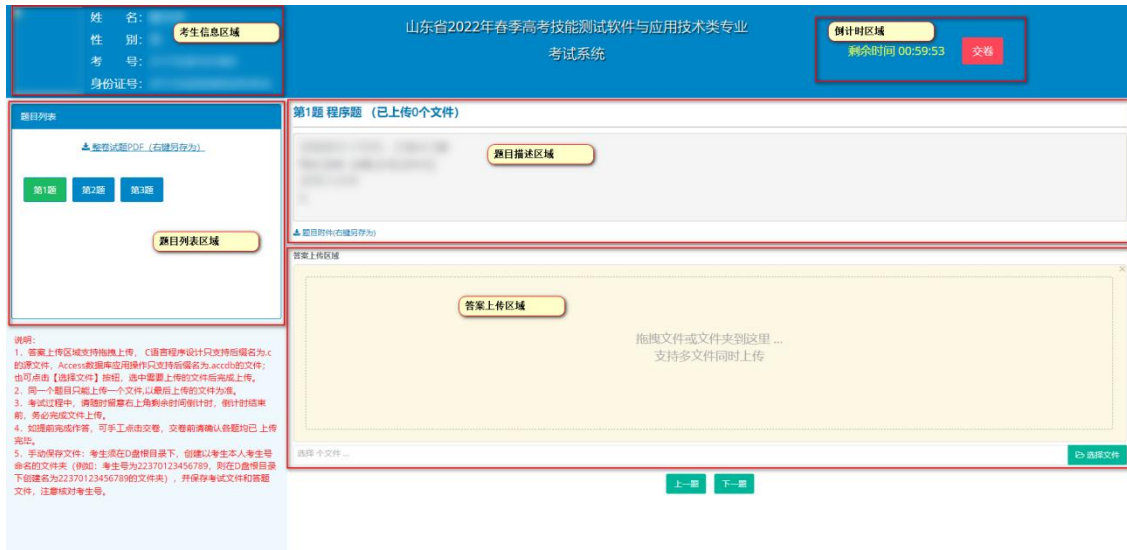 姓 名：
性 别：
考 号：
身份证号：
考生信息区域
山东省2022年春季高考技能测试软件与应用技术类专业
考试系统
倒计时区域
剩余时间 00:59:53
交卷
题目列表
整卷试题PDF（右键另存为）
第1题 第2题 第3题
题目列表区域
第1题 程序题 （已上传0个文件）
题目描述区域
题目附件(右键另存为)
答案上传区域
×
答案上传区域
拖拽文件或文件夹到这里 ...
支持多文件同时上传
选择 个文件 ...
选择文件
上一题 下一题
说明：
1. 答案上传区域支持拖拽上传， C语言程序设计只支持后缀名为.c
的源文件，Access数据库应用操作只支持后缀名为.accdb的文件；
也可点击【选择文件】按钮，选中需要上传的文件后完成上传。
2. 同一个题目只能上传一个文件,以最后上传的文件为准。
3. 考试过程中，请随时留意右上角剩余时间倒计时，倒计时结束
前，务必完成文件上传。
4. 如提前完成作答，可手工点击交卷，交卷前请确认各题均已 上传
完毕。
5. 手动保存文件：考生须在D盘根目录下，创建以考生本人考生号
命名的文件夹（例如：考生号为22370123456789，则在D盘根目录
下创建名为22370123456789的文件夹），并保存考试文件和答题
文件，注意核对考生号。